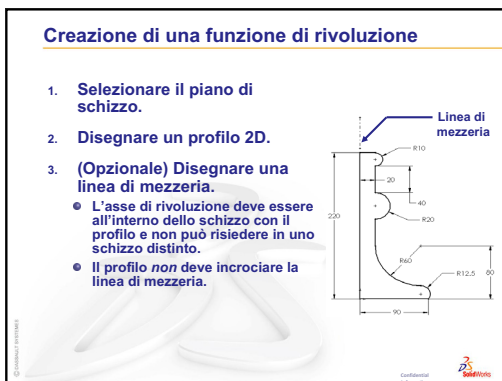 Creazione di una funzione di rivoluzione
1. Selezionare il piano di
schizzo.
2. Disegnare un profilo 2D.
3. (Opzionale) Disegnare una
linea di mezzeria.
L'asse di rivoluzione deve essere
all'interno dello schizzo con il
profilo e non può risiedere in uno
schizzo distinto.
Il profilo non deve incrociare la
linea di mezzeria.
Linea di
mezzeria
R10
20
40
R20
220
R60
R12.5
80
90
© DASSAULT SYSTEMES
Confidential
SolidWorks